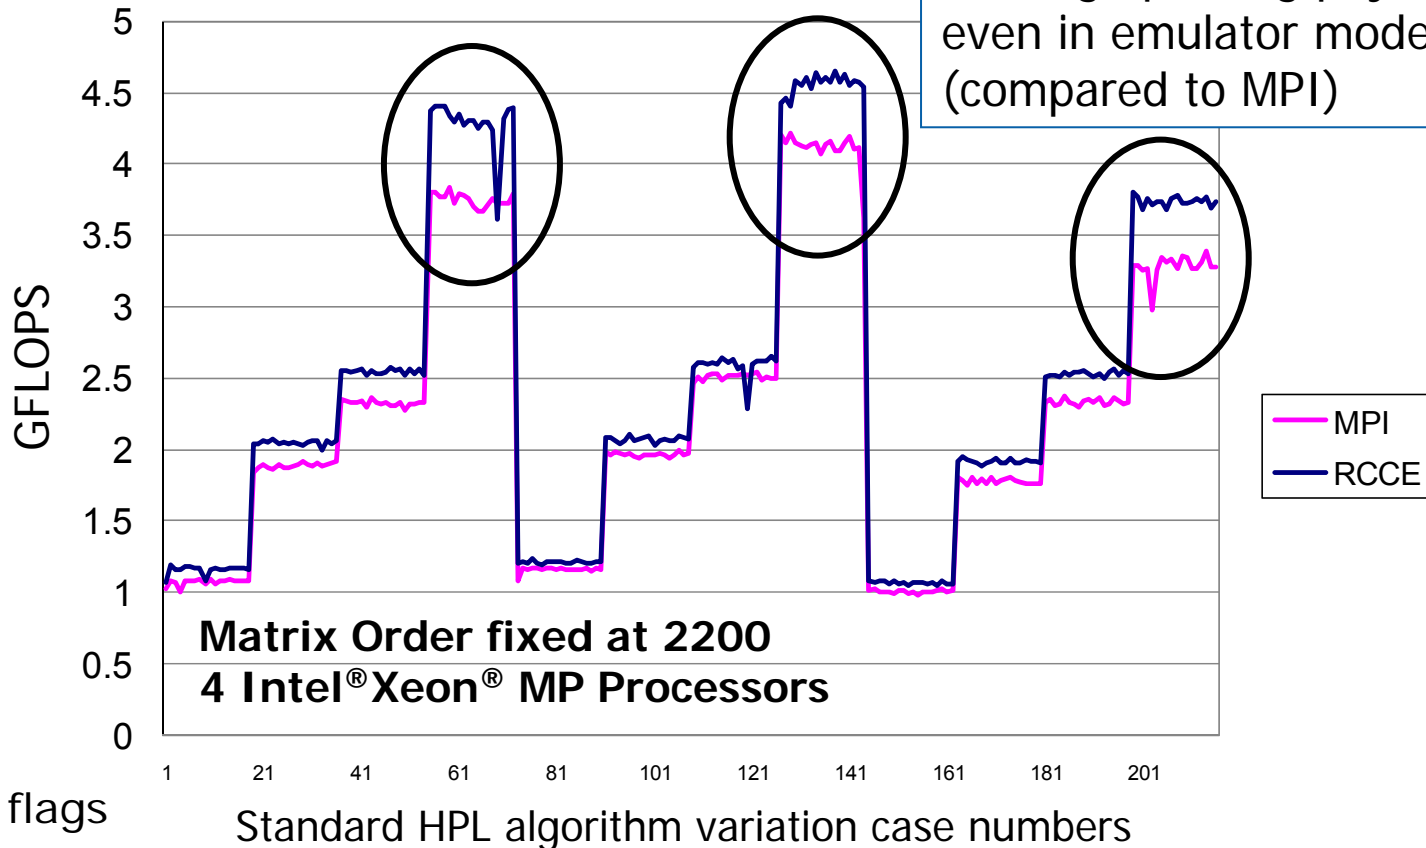 even in emulator mode
(compared to MPI)
5
4.5
4
3.5
3
2.5
2
1.5
1
0.5
0
GFLOPS
MPI
RCCE
Matrix Order fixed at 2200
4 Intel®Xeon® MP Processors
1 21 41 61 81 101 121 141 161 181 201
flags
Standard HPL algorithm variation case numbers